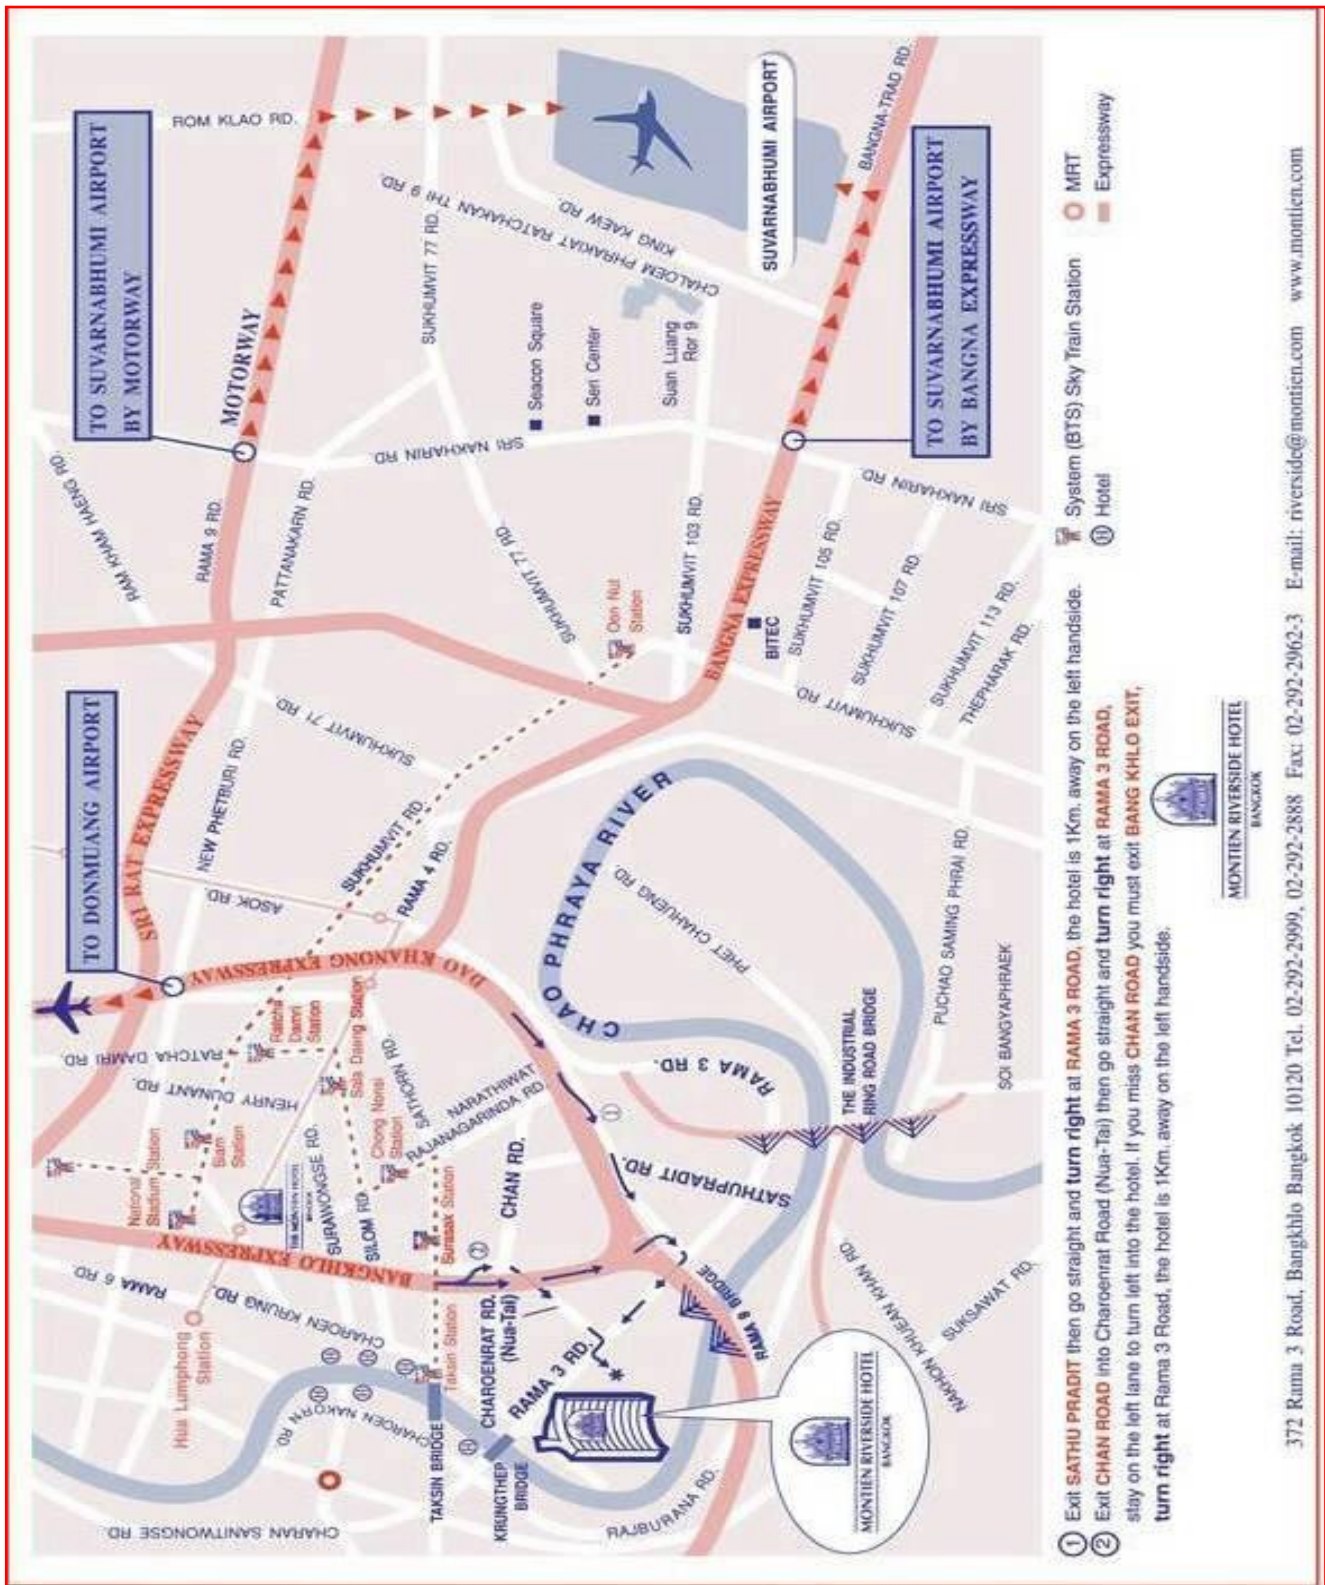 TO SUVARNABHUMI AIRPORT
BY MOTORWAY
MOTORWAY
ROM KLAO RD.
RAM KHAM HAENG RD.
RAMA 9 RD.
PATTANAKARN RD.
SUKHUMVIT 77 RD.
SUKHUMVIT 77 RD.
SUKHUMVIT 71 RD.
CHALOEM PHRAKIAT RATCHAKAN THI 9 RD.
KING KAEW RD.
SUVARNABHUMI AIRPORT
BANGNA-TRAD RD.
TO SUVARNABHUMI AIRPORT
BY BANGNA EXPRESSWAY
SRI NAKHARIN RD.
Seacon Square
Seri Center
Suan Luang
Ror 9
SRI NAKHARIN RD.
SUKHUMVIT 103 RD.
BANGNA EXPRESSWAY
BITEC
SUKHUMVIT 105 RD.
SUKHUMVIT 107 RD.
SUKHUMVIT 113 RD.
THEPHARAK RD.
SUKHUMVIT RD.
Oon Nut
Station
TO DONMUANG AIRPORT
SRI RAT EXPRESSWAY
NEW PHETBURI RD.
ASOK RD.
SUKHUMVIT RD.
RAMA 4 RD.
DAO KHANONG EXPRESSWAY
CHAO PHRAYA RIVER
PHET CHAHUENG RD.
PUCHAO SAMING PHRAI RD.
SOI BANGYAPHRAEK
RATCHA DAMRI RD.
HENRY DUNANT RD.
Ratcha
Damri
Station
Sala Daeng Station
Chong Nonsi
Station
SATHORN RD.
NARATHIWAT
RAJANAGARINDA RD.
National
Stadium Station
Siam
Station
THE MONTIEN HOTEL
BANGKOK
SURAWONGSE RD.
SILOM RD.
Surasak Station
CHAN RD.
SATHUPRADIT RD.
RAMA 3 RD.
THE INDUSTRIAL
RING ROAD BRIDGE
1
2
BANGKHLO EXPRESSWAY
RAMA 6 RD.
Hua Lumphong
Station
CHAROEN KRUNG RD.
CHAROEN NAKORN RD.
Taksin Station
CHAROENRAT RD.
(Nua-Tai)
RAMA 3 RD.
RAMA 9 BRIDGE
NAKHON KHUEAN KHAN RD.
SUKSAWAT RD.
CHARAN SANITWONGSE RD.
TAKSIN BRIDGE
KRUNGTHEP
BRIDGE
RAJBURANA RD.
MONTIEN RIVERSIDE HOTEL
BANGKOK
1 Exit SATHU PRADIT then go straight and turn right at RAMA 3 ROAD, the hotel is 1Km. away on the left handside.
2 Exit CHAN ROAD into Charoenrat Road (Nua-Tai) then go straight and turn right at RAMA 3 ROAD,
stay on the left lane to turn left into the hotel. If you miss CHAN ROAD you must exit BANG KHLO EXIT,
turn right at Rama 3 Road, the hotel is 1Km. away on the left handside.
System (BTS) Sky Train Station
MRT
H Hotel
Expressway
MONTIEN RIVERSIDE HOTEL
BANGKOK
372 Rama 3 Road, Bangkhlo Bangkok 10120 Tel. 02-292-2999, 02-292-2888 Fax: 02-292-2962-3 E-mail: riverside@montien.com www.montien.com